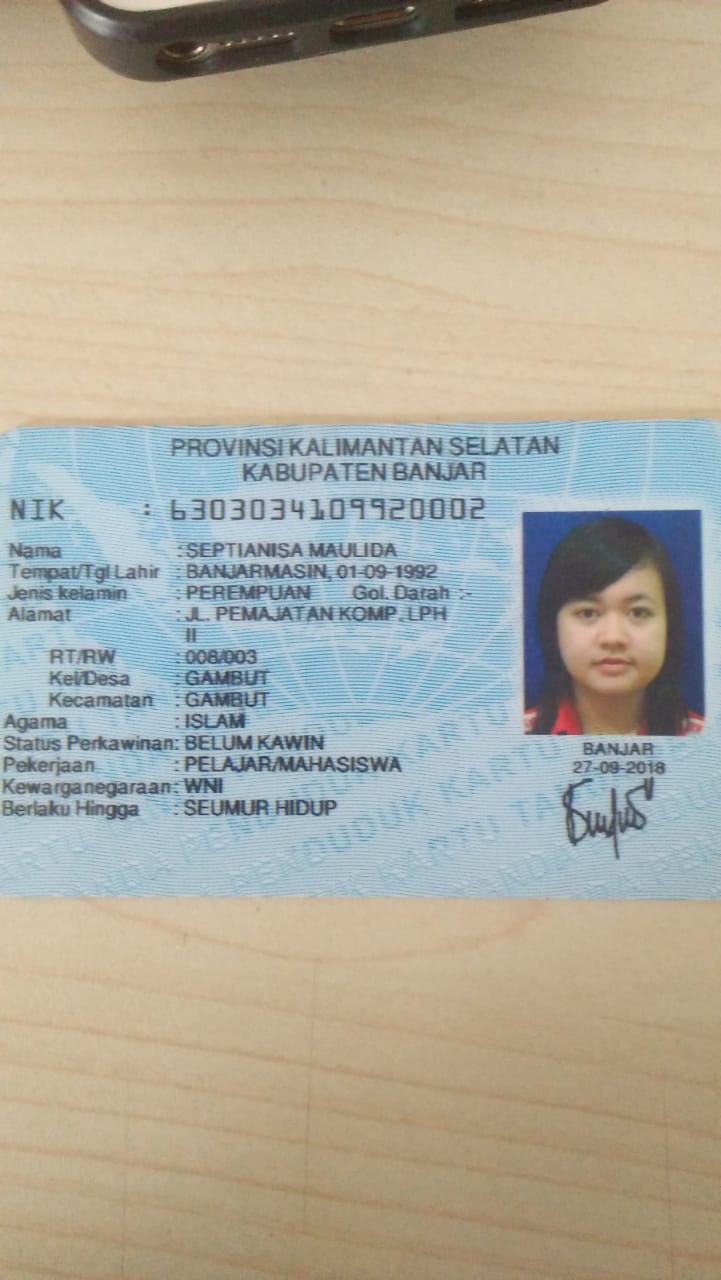 PROVINSI KALIMANTAN SELATAN
KABUPATEN BANJAR
NIK : 6303034109920002
Nama : SEPTIANISA MAULIDA
Tempat/Tgl Lahir : BANJARMASIN, 01-09-1992
Jenis kelamin : PEREMPUAN Gol. Darah :-
Alamat : JL. PEMAJATAN KOMP. LPH
II
RT/RW : 008/003
Kel/Desa : GAMBUT
Kecamatan : GAMBUT
Agama : ISLAM
Status Perkawinan: BELUM KAWIN
Pekerjaan : PELAJAR/MAHASISWA
Kewarganegaraan: WNI
Berlaku Hingga : SEUMUR HIDUP
BANJAR
27-09-2018